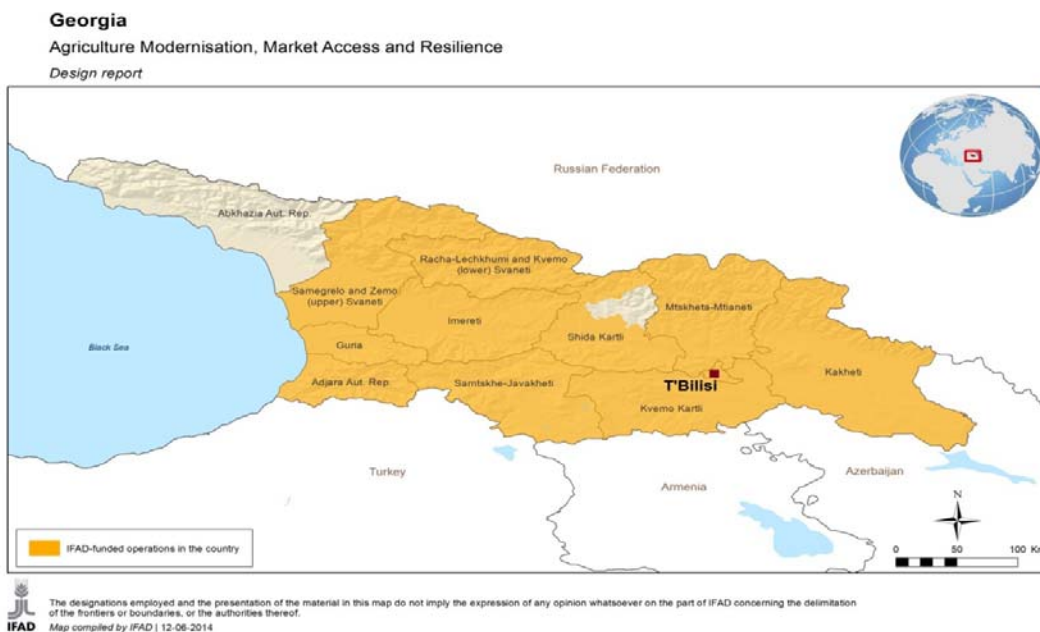 Georgia
Agriculture Modernisation, Market Access and Resilience
Design report
Russian Federation
Abkhazia Aut. Rep.
Racha-Lechkhumi and Kvemo
(lower) Svaneti
Samegrelo and Zemo
(upper) Svaneti
Mtskheta-Mtianeti
Imereti
Shida Kartli
Black Sea
Guria
Kakheti
Adjara Aut. Rep.
Samtskhe-Javakheti
T'Bilisi
Kvemo Kartli
Turkey
Azerbaijan
Armenia
N
IFAD-funded operations in the country
0 50 100 Km
The designations employed and the presentation of the material in this map do not imply the expression of any opinion whatsoever on the part of IFAD concerning the delimitation
of the frontiers or boundaries, or the authorities thereof.
IFAD
Map compiled by IFAD | 12-06-2014